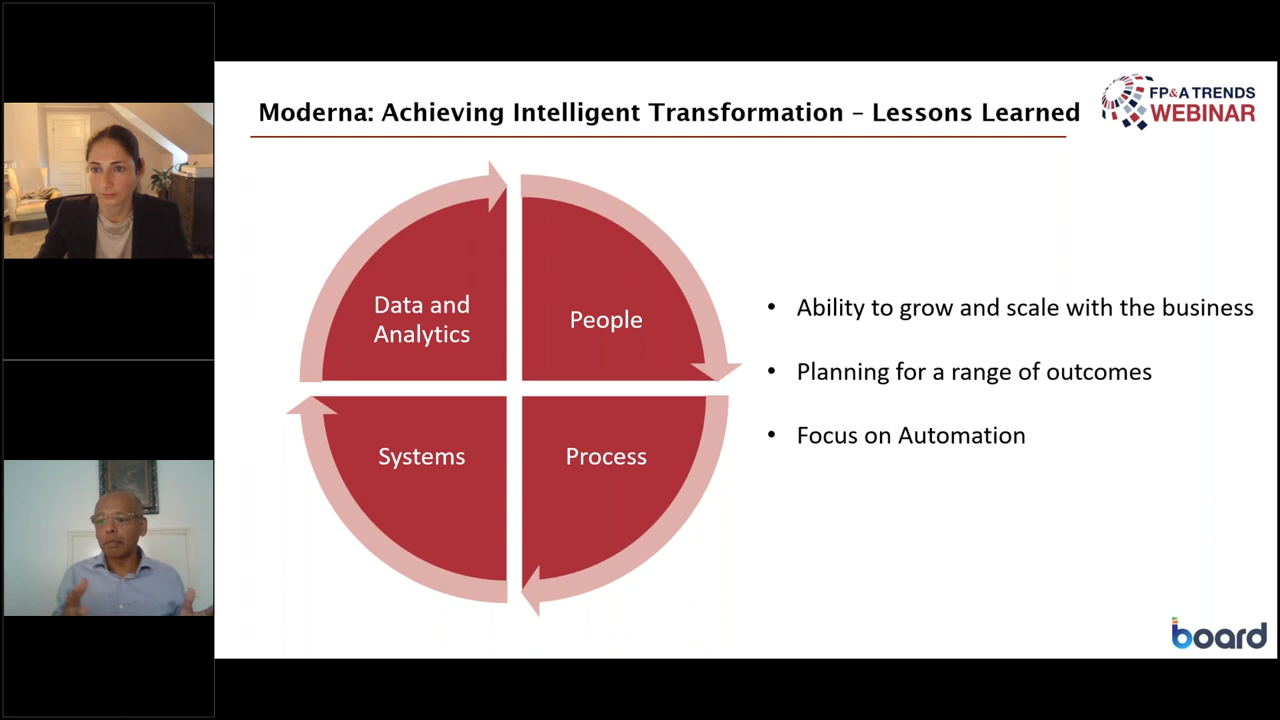 Moderna: Achieving Intelligent Transformation – Lessons Learned
FP&A TRENDS
WEBINAR
Data and
Analytics
People
Systems
Process
• Ability to grow and scale with the business
• Planning for a range of outcomes
• Focus on Automation
board